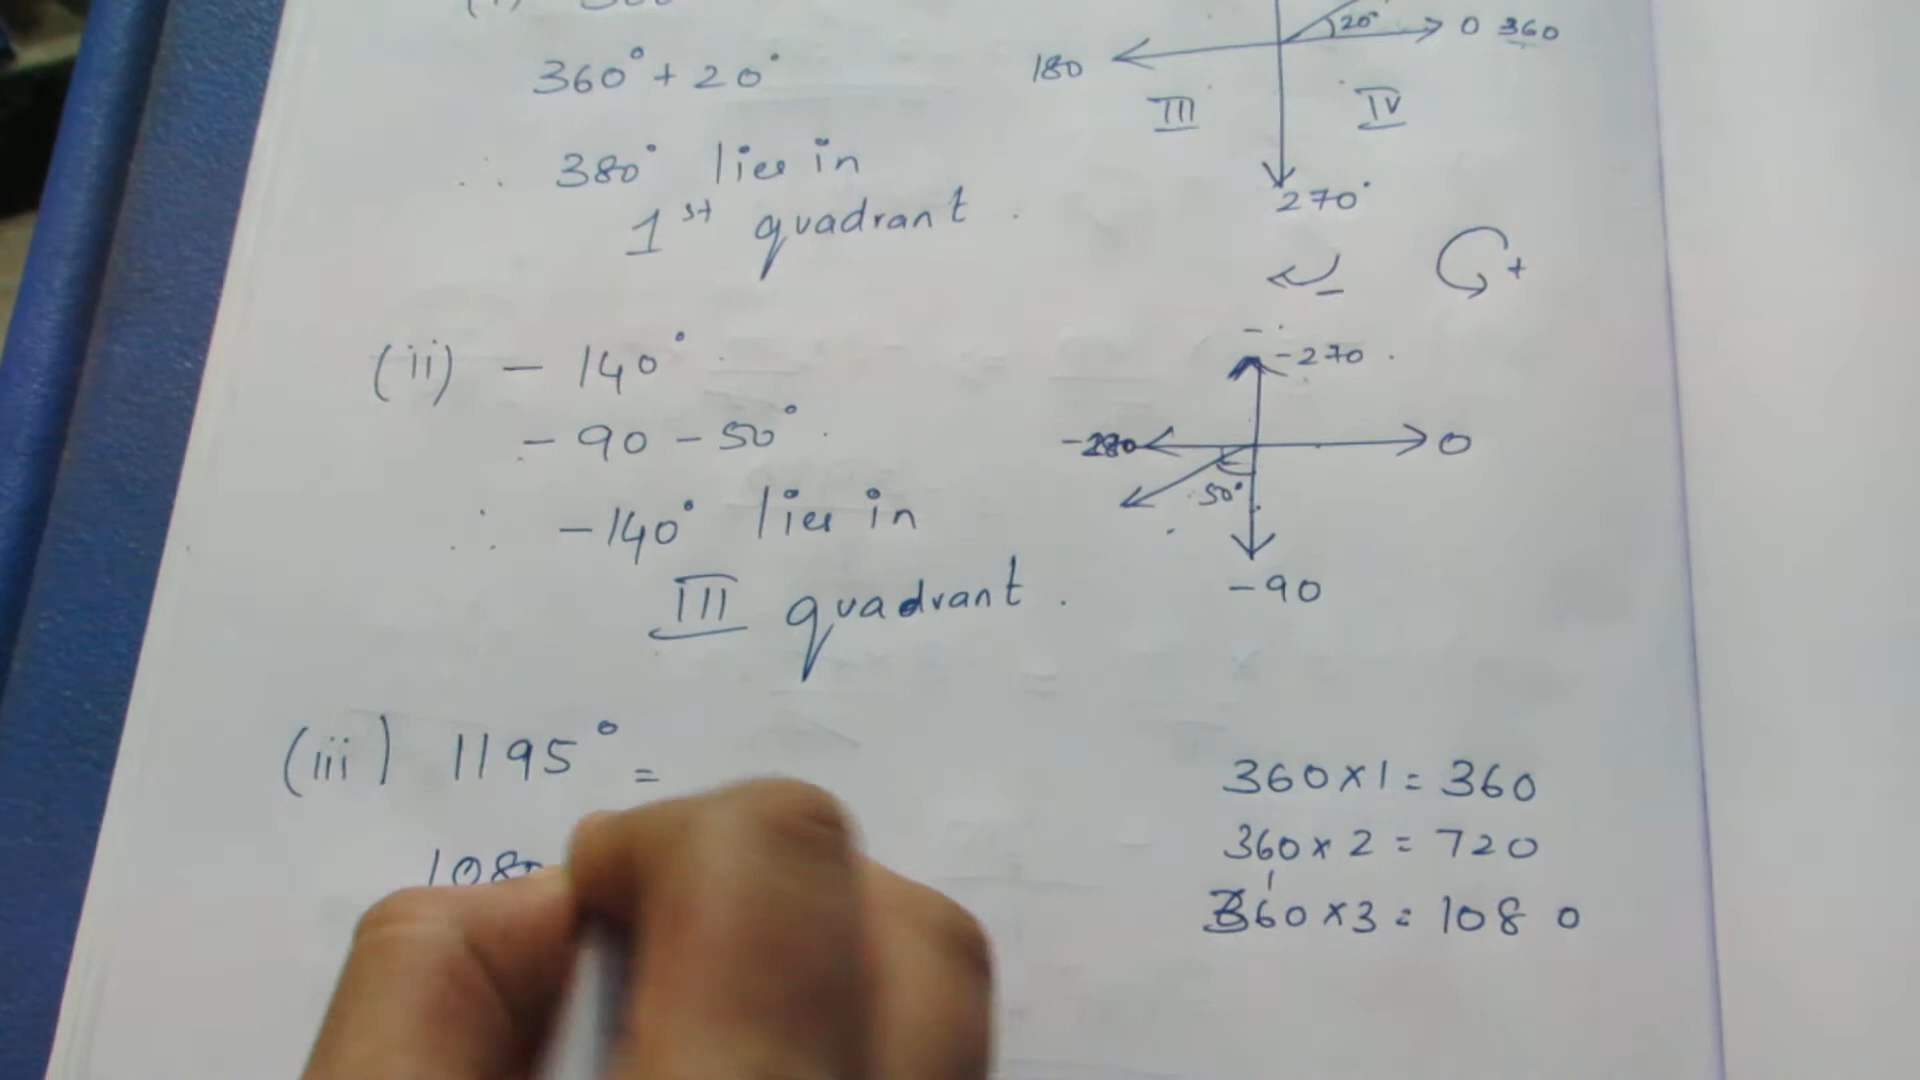 360° + 20°
∴ 380° lies in
1st quadrant.
20°
0 360
180
III
IV
270°
- +
(ii) - 140°
- 90 - 50°
∴ -140° lies in
III quadrant.
-270
0
50°
-90
(iii) 1195° =
108
360 x 1 = 360
360 x 2 = 720
360 x 3 = 1080